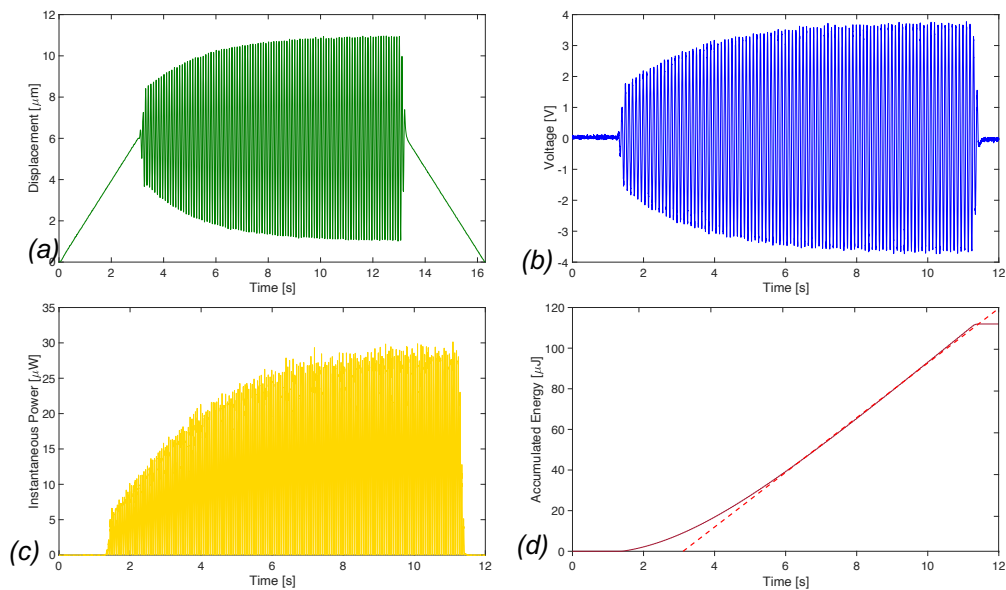 Displacement [μm]
12
10
8
6
4
2
0 2 4 6 8 10 12 14 16
Time [s]
(a)
Voltage [V]
4
3
2
1
0
-1
-2
-3
-4
0 2 4 6 8 10 12
Time [s]
(b)
Instantaneous Power [μW]
35
30
25
20
15
10
5
0
0 2 4 6 8 10 12
Time [s]
(c)
Accumulated Energy [μJ]
120
100
80
60
40
20
0
0 2 4 6 8 10 12
Time [s]
(d)